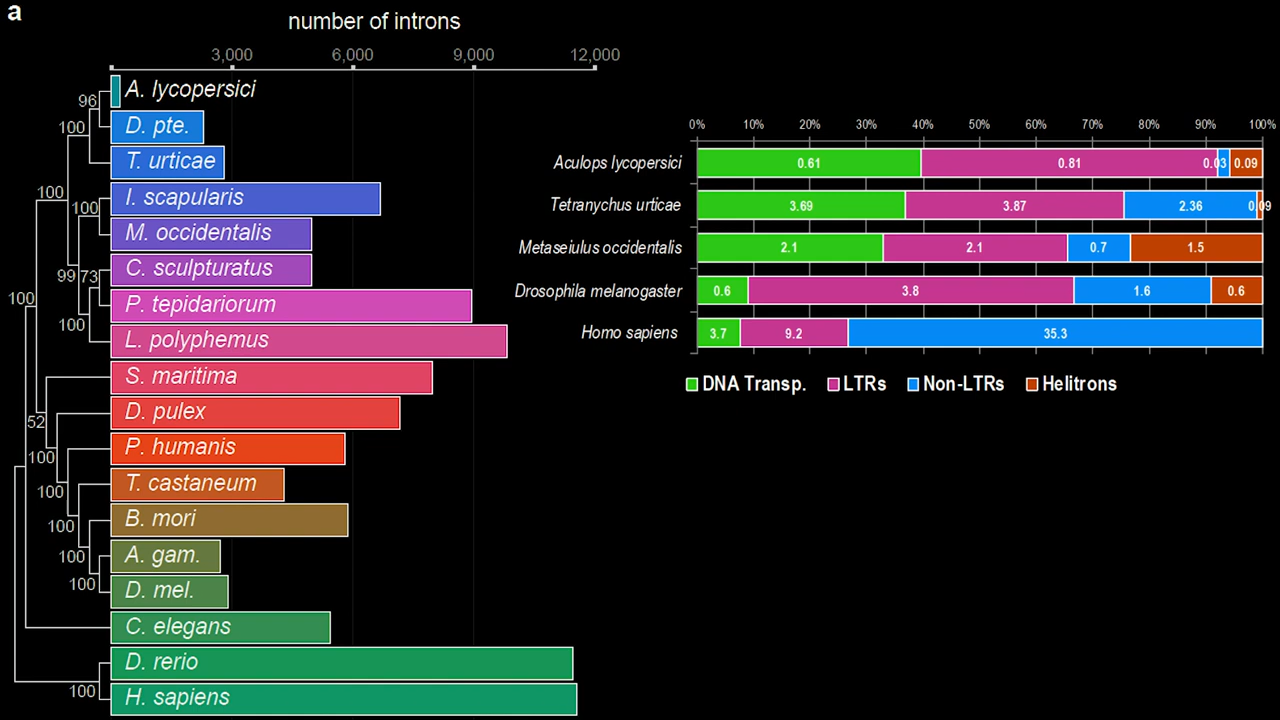 a
number of introns
3,000 6,000 9,000 12,000
A. lycopersici
D. pte.
T. urticae
I. scapularis
M. occidentalis
C. sculpturatus
P. tepidariorum
L. polyphemus
S. maritima
D. pulex
P. humanis
T. castaneum
B. mori
A. gam.
D. mel.
C. elegans
D. rerio
H. sapiens
96
100
100
100
99 73
100
100
52
100
100
100
100
100
100
0% 10% 20% 30% 40% 50% 60% 70% 80% 90% 100%
Aculops lycopersici 0.61 0.81 0.03 0.09
Tetranychus urticae 3.69 3.87 2.36 0.09
Metaseiulus occidentalis 2.1 2.1 0.7 1.5
Drosophila melanogaster 0.6 3.8 1.6 0.6
Homo sapiens 3.7 9.2 35.3
DNA Transp. LTRs Non-LTRs Helitrons